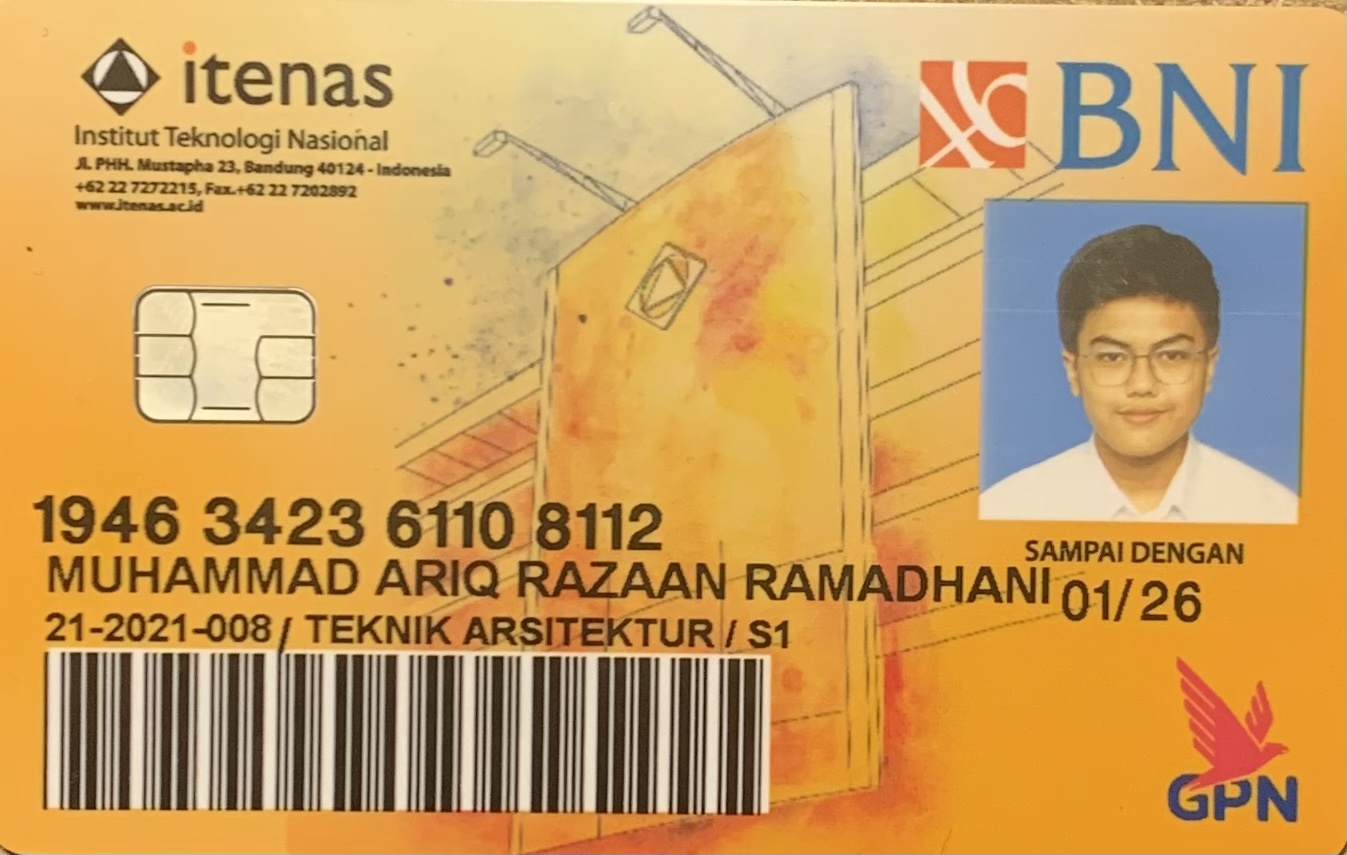 itenas
Institut Teknologi Nasional
Jl. PHH. Mustapha 23, Bandung 40124 - Indonesia
+62 22 7272215, Fax.+62 22 7202892
www.itenas.ac.id
BNI
1946 3423 6110 8112
MUHAMMAD ARIQ RAZAAN RAMADHANI
21-2021-008 / TEKNIK ARSITEKTUR / S1
SAMPAI DENGAN
01/26
GPN